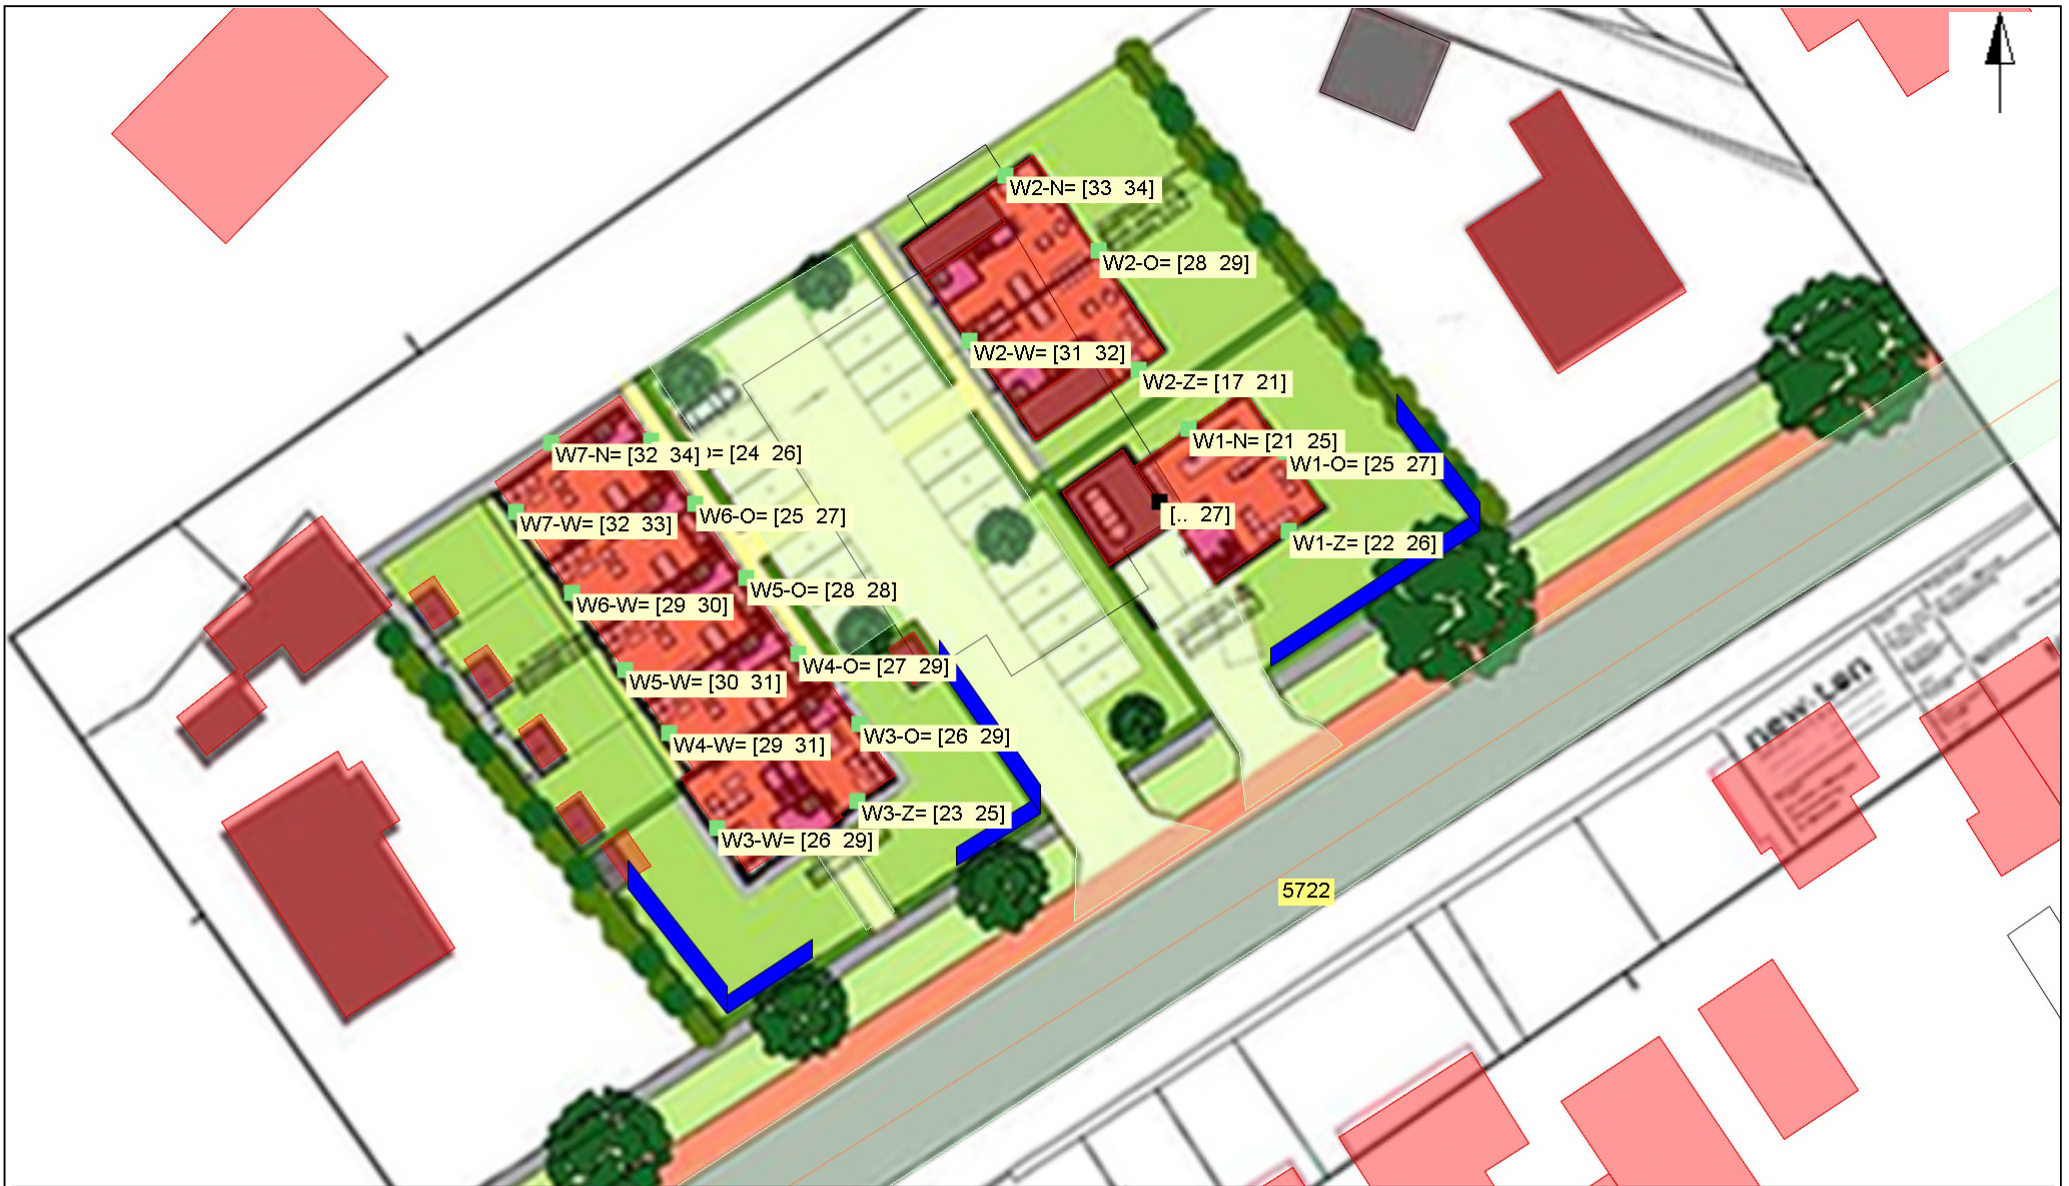 W2-N= [33 34]
W2-O= [28 29]
W2-W= [31 32]
W2-Z= [17 21]
W1-N= [21 25]
W7-N= [32 34]
= [24 26]
W1-O= [25 27]
W6-O= [25 27]
[.. 27]
W7-W= [32 33]
W1-Z= [22 26]
W5-O= [28 28]
W6-W= [29 30]
W4-O= [27 29]
W5-W= [30 31]
W3-O= [26 29]
W4-W= [29 31]
new.tan
W3-Z= [23 25]
W3-W= [26 29]
5722